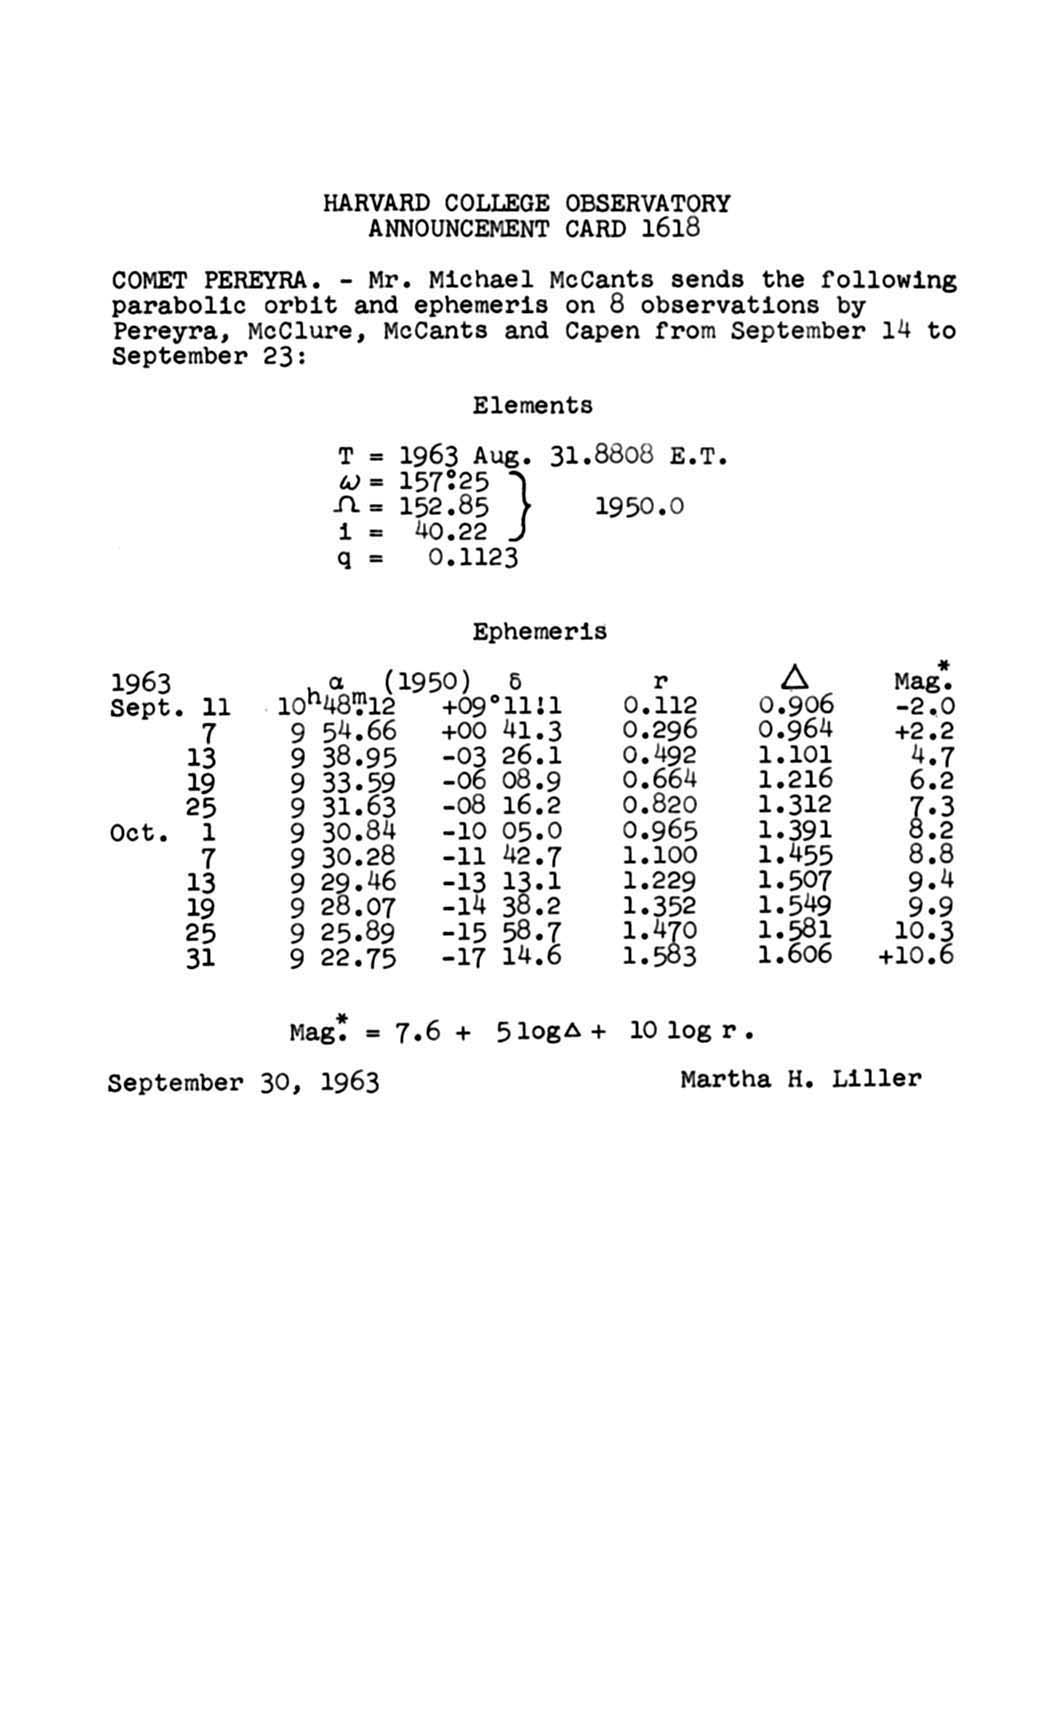 HARVARD COLLEGE OBSERVATORY
ANNOUNCEMENT CARD 1618
COMET PEREYRA. - Mr. Michael McCants sends the following
parabolic orbit and ephemeris on 8 observations by
Pereyra, McClure, McCants and Capen from September 14 to
September 23:
Elements
T = 1963 Aug. 31.8808 E.T.
ω = 157°.25
Ω = 152.85 } 1950.0
i = 40.22
q = 0.1123
Ephemeris
1963 α (1950) δ r Δ Mag.*
Sept. 11 10h48m.12 +09°11!1 0.112 0.906 -2.0
7 9 54.66 +00 41.3 0.296 0.964 +2.2
13 9 38.95 -03 26.1 0.492 1.101 4.7
19 9 33.59 -06 08.9 0.664 1.216 6.2
25 9 31.63 -08 16.2 0.820 1.312 7.3
Oct. 1 9 30.84 -10 05.0 0.965 1.391 8.2
7 9 30.28 -11 42.7 1.100 1.455 8.8
13 9 29.46 -13 13.1 1.229 1.507 9.4
19 9 28.07 -14 38.2 1.352 1.549 9.9
25 9 25.89 -15 58.7 1.470 1.581 10.3
31 9 22.75 -17 14.6 1.583 1.606 +10.6
Mag.* = 7.6 + 5 log Δ + 10 log r.
September 30, 1963 Martha H. Liller